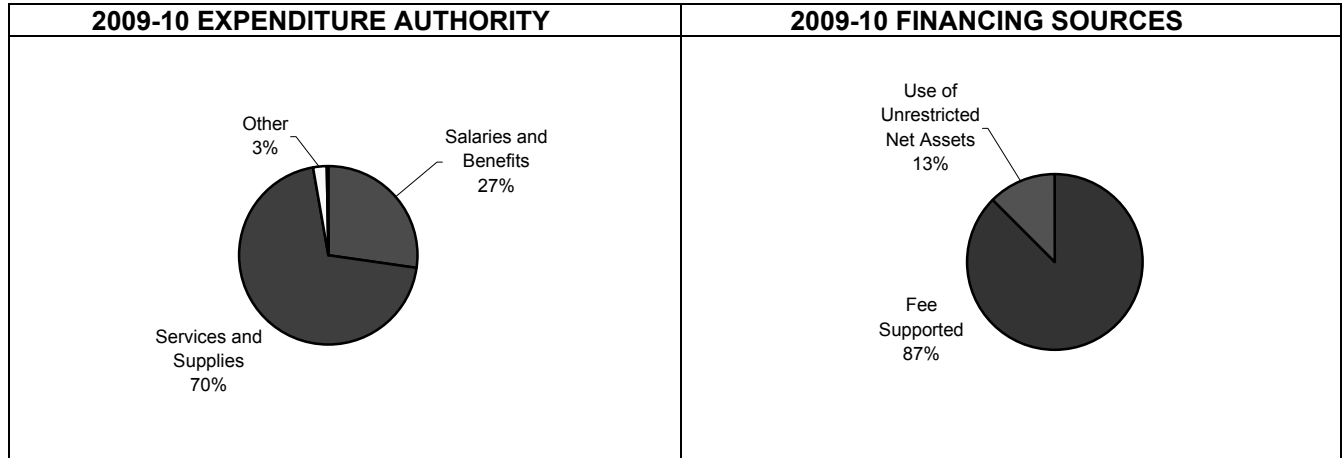 2009-10 EXPENDITURE AUTHORITY
Other
3%
Salaries and
Benefits
27%
Services and
Supplies
70%
2009-10 FINANCING SOURCES
Use of
Unrestricted
Net Assets
13%
Fee
Supported
87%